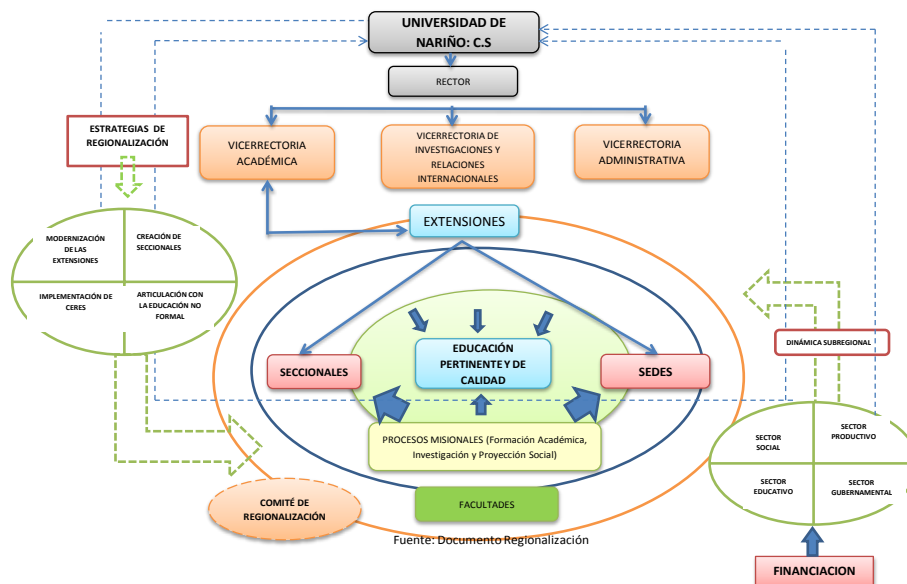 UNIVERSIDAD DE
NARIÑO: C.S
RECTOR
ESTRATEGIAS DE
REGIONALIZACIÓN
VICERRECTORIA
ACADÉMICA
VICERRECTORIA DE
INVESTIGACIONES Y
RELACIONES
INTERNACIONALES
VICERRECTORIA
ADMINISTRATIVA
EXTENSIONES
MODERNIZACIÓN
DE LAS
EXTENSIONES
CREACIÓN DE
SECCIONALES
IMPLEMENTACIÓN DE
CERES
ARTICULACIÓN CON
LA EDUCACIÓN NO
FORMAL
SECCIONALES
EDUCACIÓN
PERTINENTE Y DE
CALIDAD
SEDES
DINÁMICA SUBREGIONAL
PROCESOS MISIONALES (Formación Académica,
Investigación y Proyección Social)
SECTOR
SOCIAL
SECTOR
PRODUCTIVO
SECTOR
EDUCATIVO
SECTOR
GUBERNAMENTAL
COMITÉ DE
REGIONALIZACIÓN
FACULTADES
Fuente: Documento Regionalización
FINANCIACION